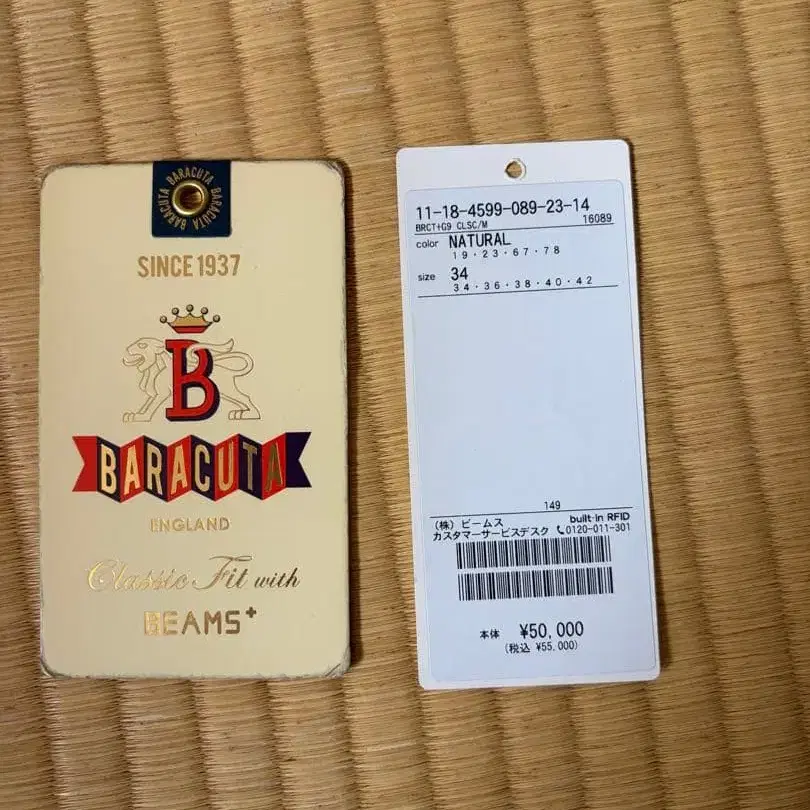 BARACUTA BARACUTA BARACUTA
SINCE 1937
B
BARACUTA
ENGLAND
Classic Fit with
BEAMS+
11-18-4599-089-23-14
BRCT+G9 CLSC/M 16089
color NATURAL
19・23・67・78
size 34
34・36・38・40・42
149
(株) ビームス built-in RFID
カスタマーサービスデスク 0120-011-301
本体 ¥50,000
(税込 ¥55,000)